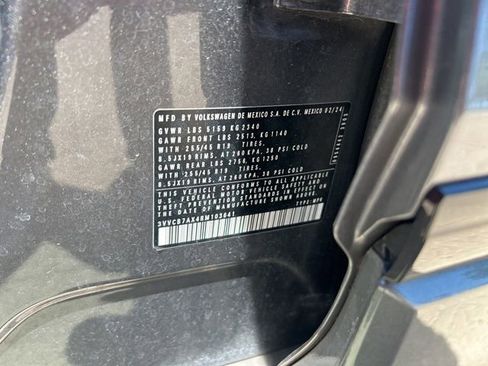 MFD BY VOLKSWAGEN DE MEXICO S.A. DE C.V. MEXICO 02/24
GVWR LBS 5159 KG 2340
GAWR FRONT LBS 2513, KG 1140
WITH 255/45 R19 TIRES.
8.5JX19 RIMS, AT 260 KPA, 38 PSI COLD
GAWR REAR LBS 2756, KG 1250
WITH 255/45 R19 TIRES.
8.5JX19 RIMS, AT 260 KPA, 38 PSI COLD
THIS VEHICLE CONFORMS TO ALL APPLICABLE
U.S. FEDERAL MOTOR VEHICLE SAFETY AND
THEFT PREVENTION STANDARDS IN EFFECT
ON THE DATE OF MANUFACTURE SHOWN ABOVE
3VVCB7AX4RM103641 TYPE: MPV